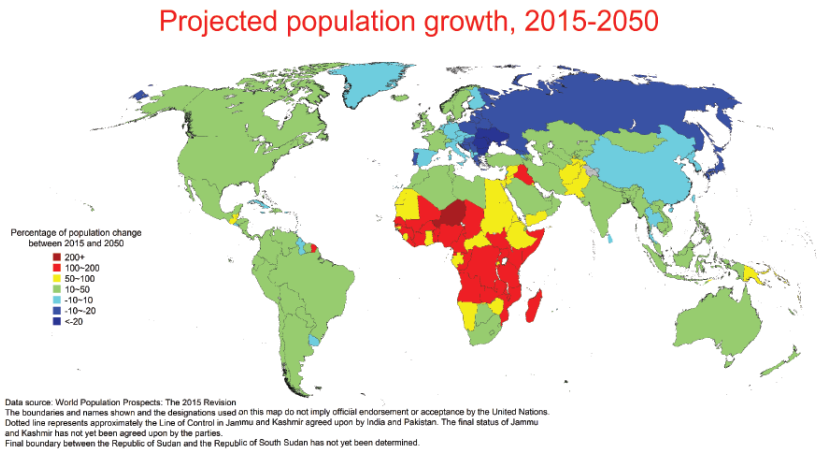 Projected population growth, 2015-2050
Percentage of population change
between 2015 and 2050
200+
100~200
50~100
10~50
-10~10
-10~-20
<-20
Data source: World Population Prospects: The 2015 Revision
The boundaries and names shown and the designations used on this map do not imply official endorsement or acceptance by the United Nations.
Dotted line represents approximately the Line of Control in Jammu and Kashmir agreed upon by India and Pakistan. The final status of Jammu
and Kashmir has not yet been agreed upon by the parties.
Final boundary between the Republic of Sudan and the Republic of South Sudan has not yet been determined.